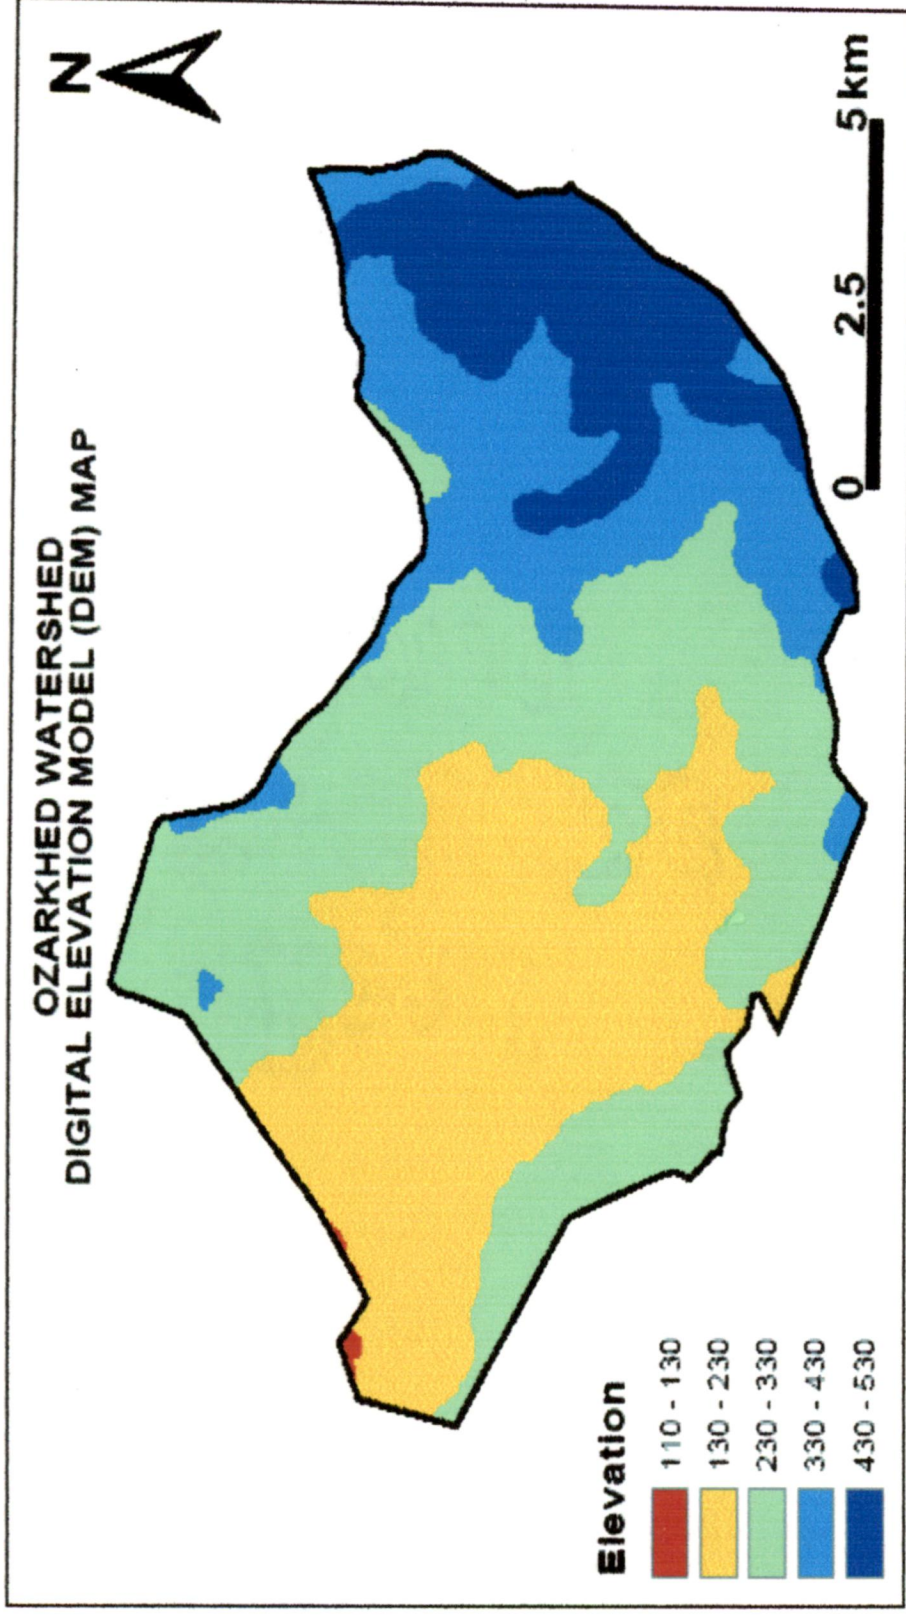 OZARKHED WATERSHED
DIGITAL ELEVATION MODEL (DEM) MAP
N
Elevation
110 - 130
130 - 230
230 - 330
330 - 430
430 - 530
0 2.5 5 km